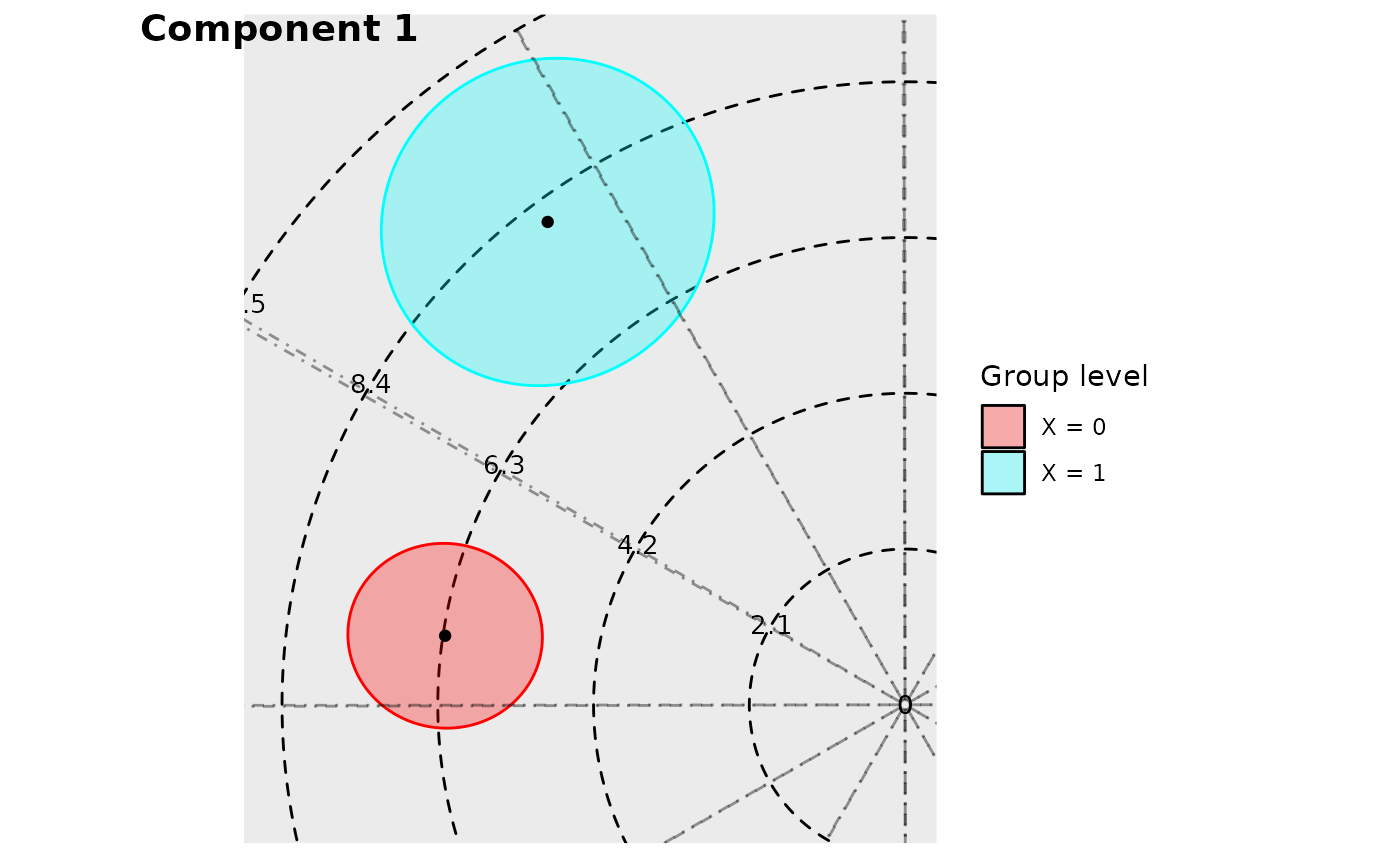 Component 1
.5
8.4
6.3
4.2
2.1
0
Group level
X = 0
X = 1